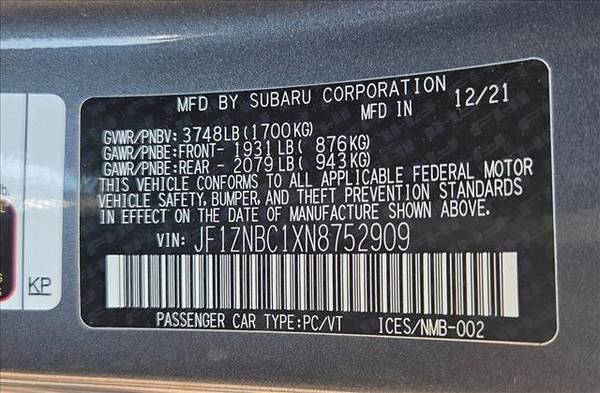 MFD BY SUBARU CORPORATION
MFD IN 12/21
GVWR/PNBV: 3748LB(1700KG)
GAWR/PNBE:FRONT- 1931LB( 876KG)
GAWR/PNBE:REAR - 2079LB( 943KG)
THIS VEHICLE CONFORMS TO ALL APPLICABLE FEDERAL MOTOR
VEHICLE SAFETY, BUMPER, AND THEFT PREVENTION STANDARDS
IN EFFECT ON THE DATE OF MANUFACTURE SHOWN ABOVE.
VIN: JF1ZNBC1XN8752909
PASSENGER CAR TYPE:PC/VT ICES/NMB-002
KP